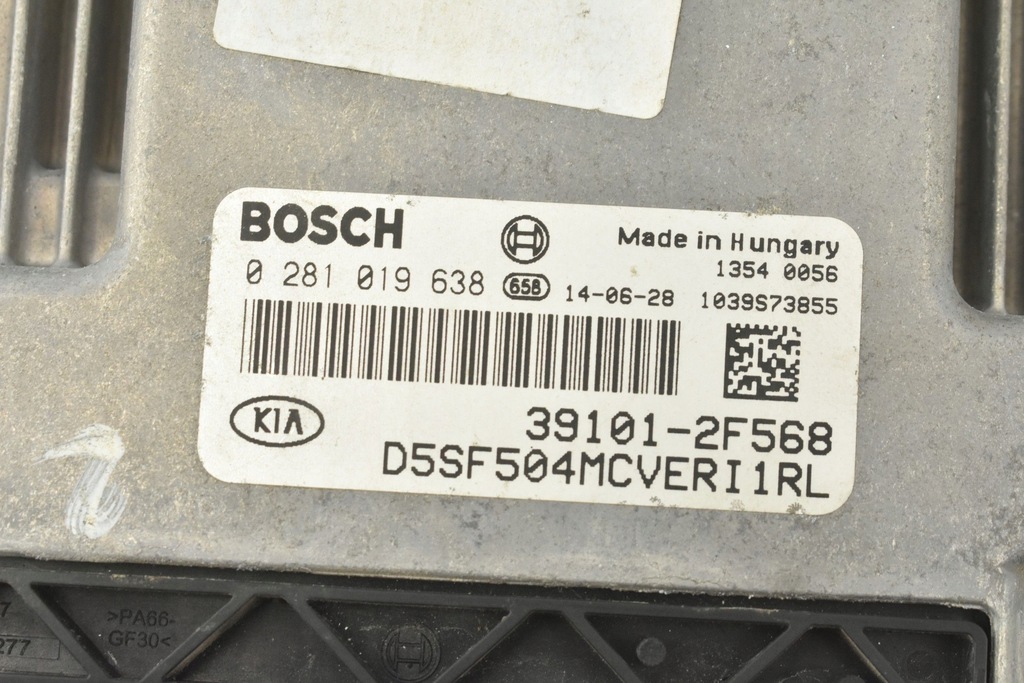 BOSCH
Made in Hungary
1354 0056
0 281 019 638 658 14-06-28 1039S73855
KIA
39101-2F568
D5SF504MCVERI1RL
>PA66-
GF30<
7
277